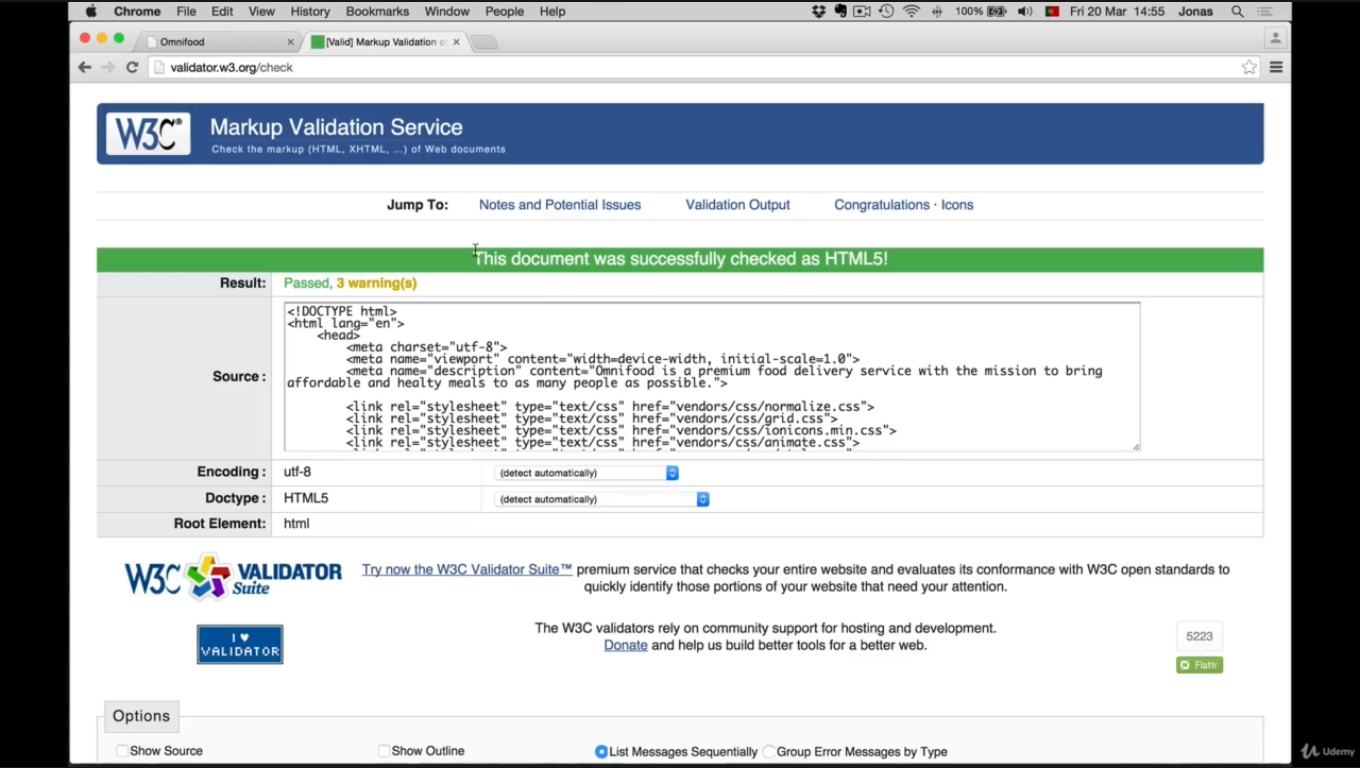 Chrome File Edit View History Bookmarks Window People Help 100% Fri 20 Mar 14:55 Jonas
Omnifood [Valid] Markup Validation o
validator.w3.org/check
W3C® Markup Validation Service
Check the markup (HTML, XHTML, …) of Web documents
Jump To: Notes and Potential Issues Validation Output Congratulations · Icons
This document was successfully checked as HTML5!
Result: Passed, 3 warning(s)
Source :
<!DOCTYPE html>
<html lang="en">
<head>
<meta charset="utf-8">
<meta name="viewport" content="width=device-width, initial-scale=1.0">
<meta name="description" content="Omnifood is a premium food delivery service with the mission to bring
affordable and healty meals to as many people as possible.">
<link rel="stylesheet" type="text/css" href="vendors/css/normalize.css">
<link rel="stylesheet" type="text/css" href="vendors/css/grid.css">
<link rel="stylesheet" type="text/css" href="vendors/css/ionicons.min.css">
<link rel="stylesheet" type="text/css" href="vendors/css/animate.css">
Encoding : utf-8 (detect automatically)
Doctype : HTML5 (detect automatically)
Root Element: html
W3C VALIDATOR Suite
Try now the W3C Validator Suite™ premium service that checks your entire website and evaluates its conformance with W3C open standards to
quickly identify those portions of your website that need your attention.
I ♥
VALIDATOR
The W3C validators rely on community support for hosting and development.
Donate and help us build better tools for a better web.
5223
Flattr
Options
Show Source Show Outline List Messages Sequentially Group Error Messages by Type
Udemy